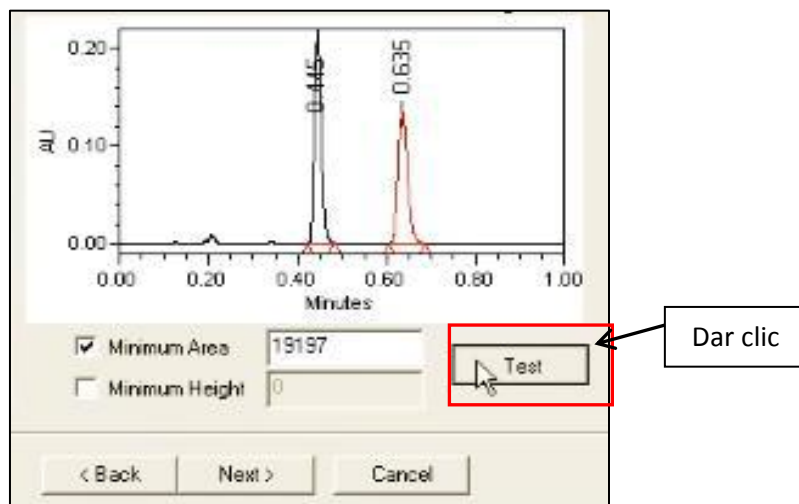 0.20
0.445
0.635
AU
0.10
0.00
0.00 0.20 0.40 0.60 0.80 1.00
Minutes
Minimum Area 19197
Minimum Height 0
Test
Dar clic
< Back Next > Cancel